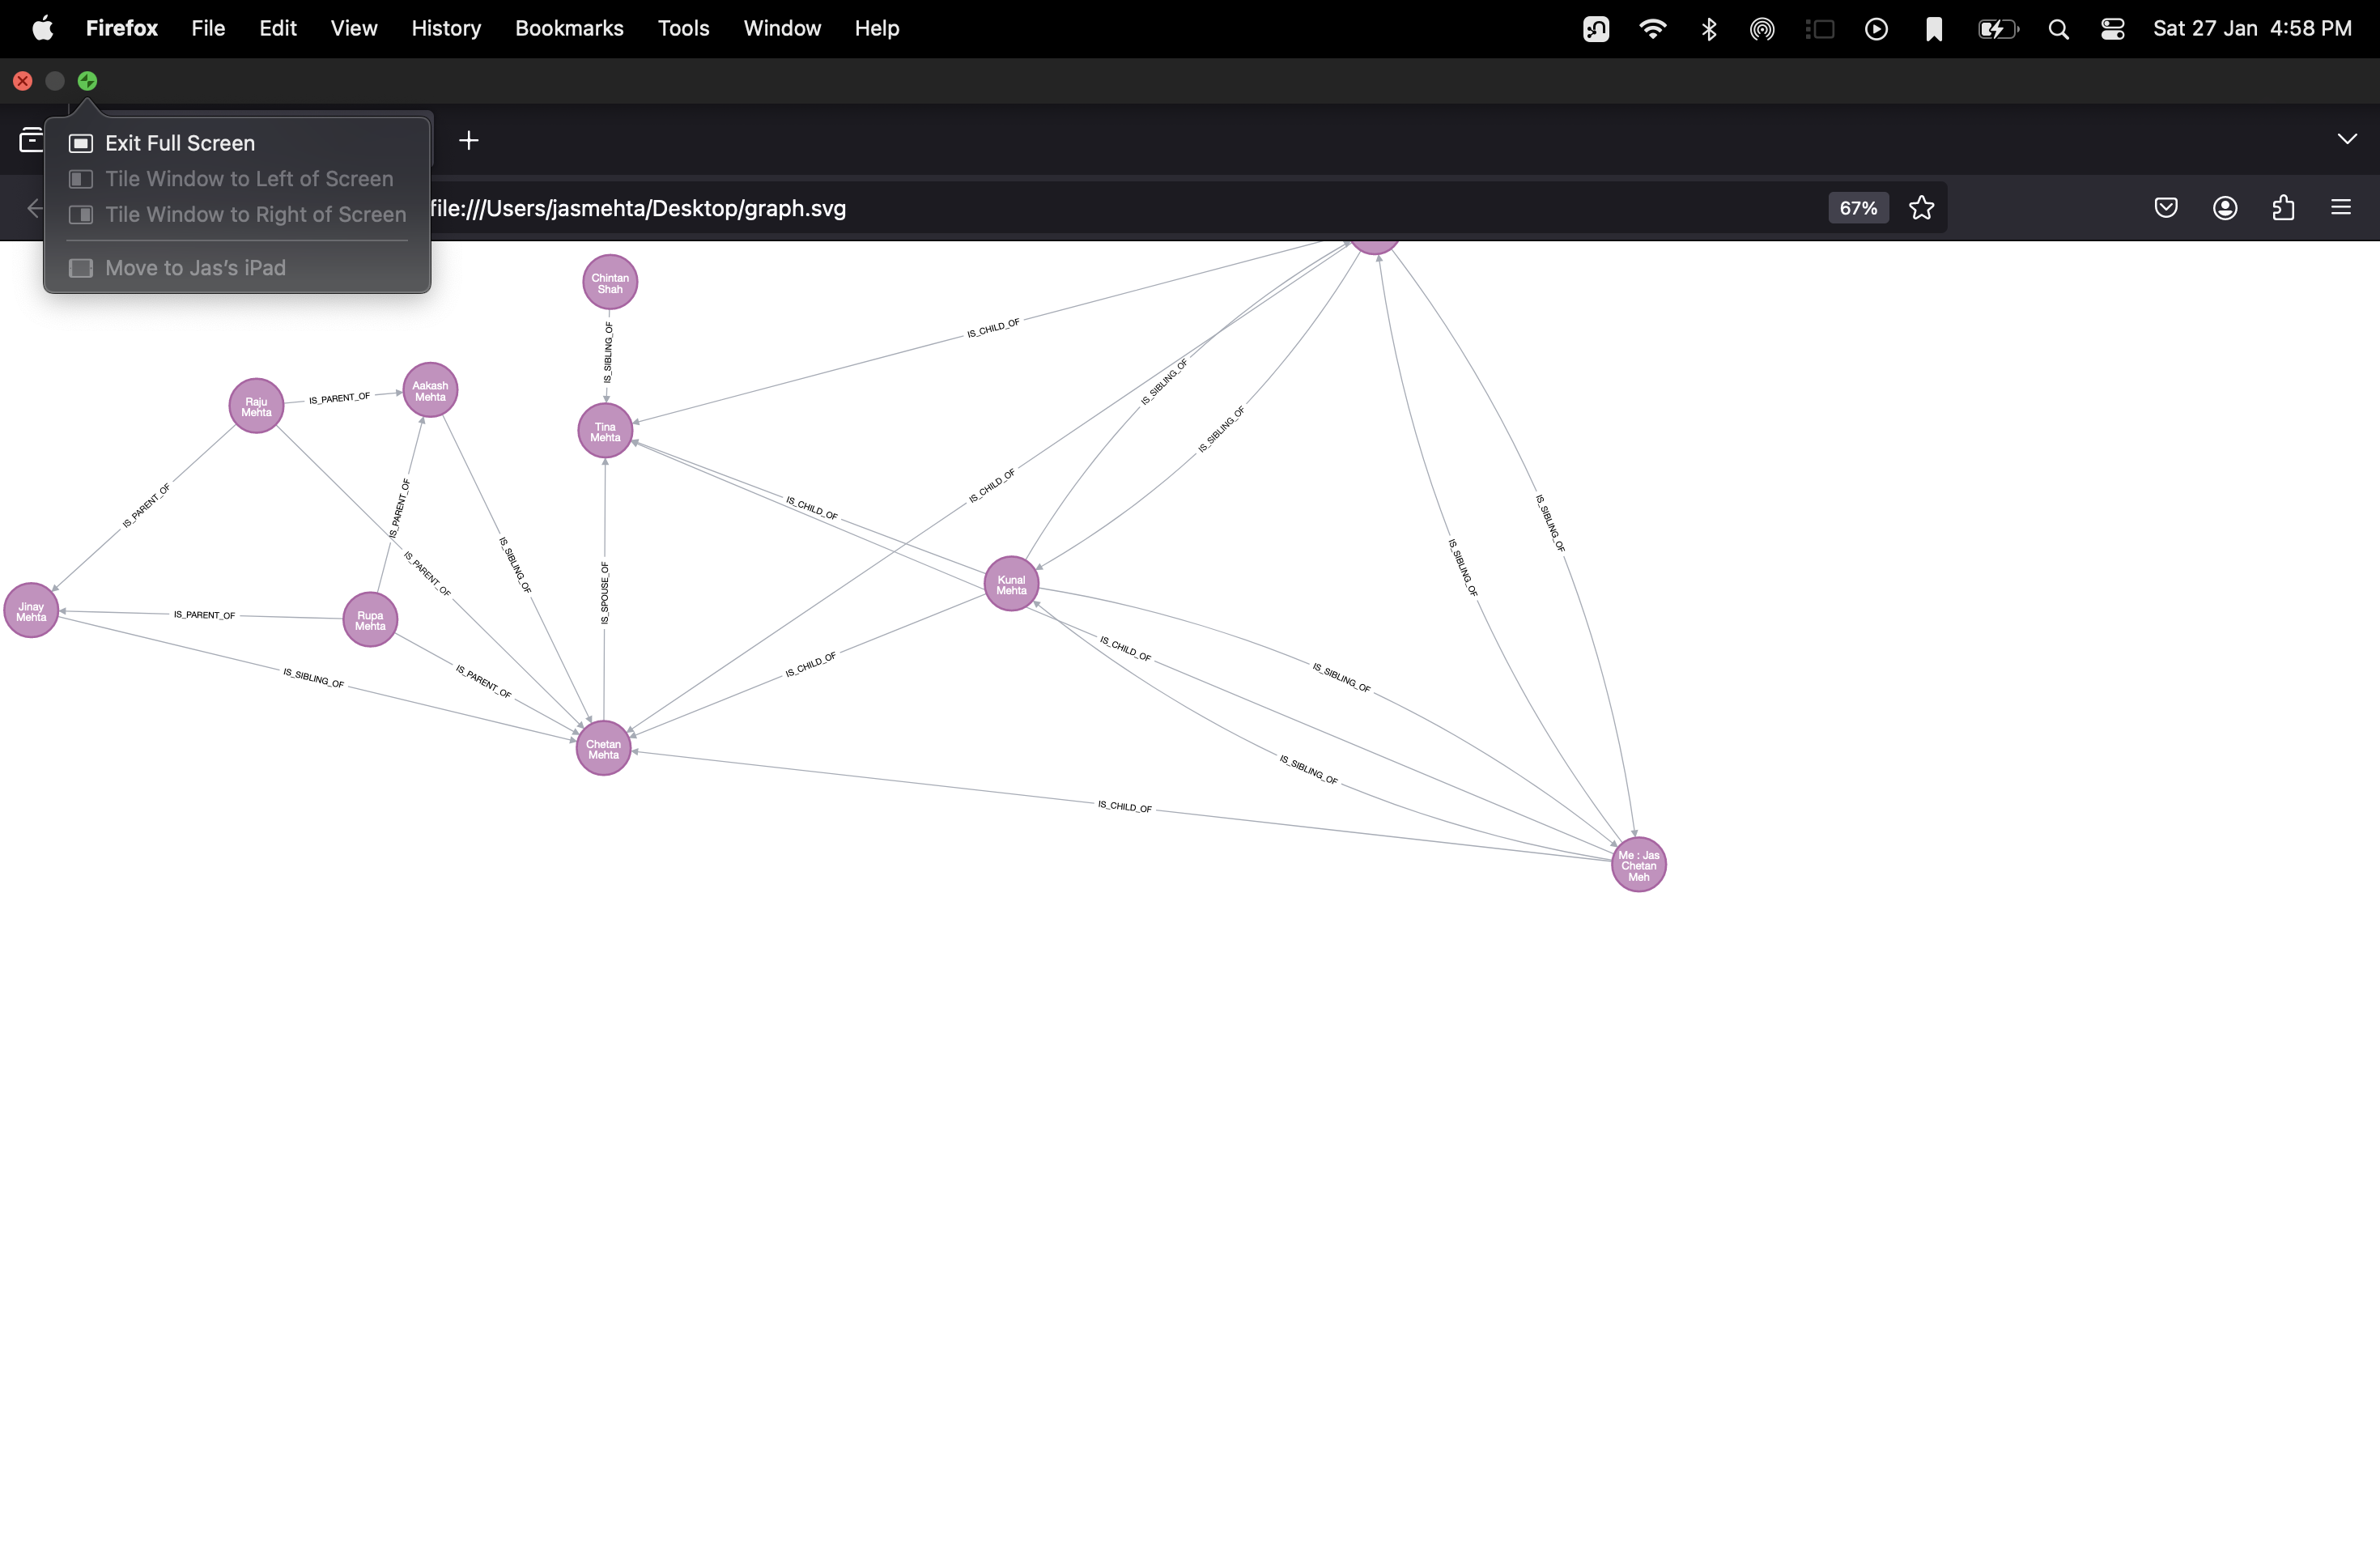 Firefox File Edit View History Bookmarks Tools Window Help Sat 27 Jan 4:58 PM
Exit Full Screen
Tile Window to Left of Screen
Tile Window to Right of Screen
Move to Jas's iPad
file:///Users/jasmehta/Desktop/graph.svg
67%
Chintan
Shah
IS_SIBLING_OF
IS_CHILD_OF
Raju
Mehta
IS_PARENT_OF
Aakash
Mehta
Tina
Mehta
IS_SIBLING_OF
IS_SIBLING_OF
IS_PARENT_OF
IS_PARENT_OF
IS_CHILD_OF
IS_CHILD_OF
IS_SIBLING_OF
IS_PARENT_OF
IS_SIBLING_OF
IS_SPOUSE_OF
IS_SIBLING_OF
Kunal
Mehta
Jinay
Mehta
IS_PARENT_OF
Rupa
Mehta
IS_SIBLING_OF
IS_PARENT_OF
IS_CHILD_OF
IS_CHILD_OF
IS_SIBLING_OF
Chetan
Mehta
IS_SIBLING_OF
IS_CHILD_OF
Me : Jas
Chetan
Meh